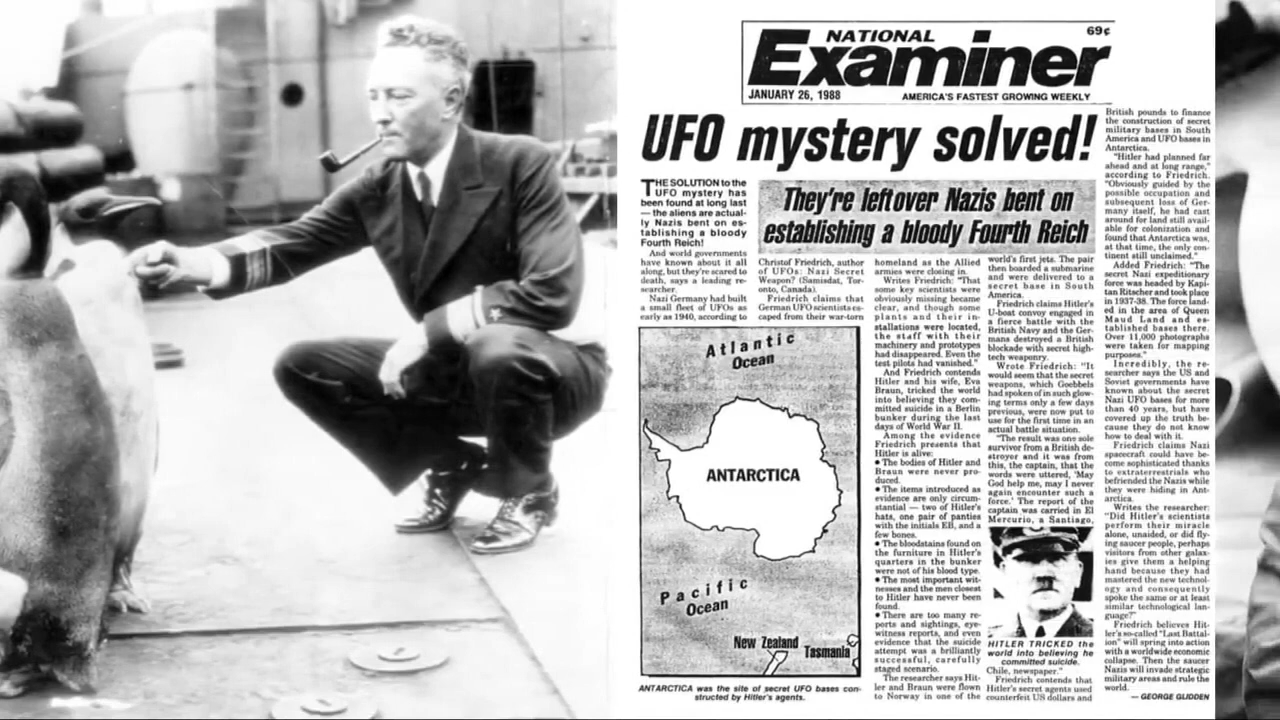 NATIONAL
Examiner
69¢
JANUARY 26, 1988
AMERICA'S FASTEST GROWING WEEKLY
UFO mystery solved!
They're leftover Nazis bent on
establishing a bloody Fourth Reich
THE SOLUTION to the
UFO mystery has
been found at long last
— the aliens are actual-
ly Nazis bent on es-
tablishing a bloody
Fourth Reich!
And world governments
have known about it all
along, but they're scared to
death, says a leading re-
searcher.
Nazi Germany had built
a small fleet of UFOs as
early as 1940, according to
Christof Friedrich, author
of UFOs: Nazi Secret
Weapon? (Samisdat, Tor-
onto, Canada).
Friedrich claims that
German UFO scientists es-
caped from their war-torn
Atlantic
Ocean
ANTARCTICA
Pacific
Ocean
New Zealand
Tasmania
ANTARCTICA was the site of secret UFO bases con-
structed by Hitler's agents.
homeland as the Allied
armies were closing in.
Writes Friedrich: "That
some key scientists were
obviously missing became
clear, and though some
plants and their in-
stallations were located,
the staff with their
machinery and prototypes
had disappeared. Even the
test pilots had vanished."
And Friedrich contends
Hitler and his wife, Eva
Braun, tricked the world
into believing they com-
mitted suicide in a Berlin
bunker during the last
days of World War II.
Among the evidence
Friedrich presents that
Hitler is alive:
● The bodies of Hitler and
Braun were never pro-
duced.
● The items introduced as
evidence are only circum-
stantial — two of Hitler's
hats, one pair of panties
with the initials EB, and a
few bones.
● The bloodstains found on
the furniture in Hitler's
quarters in the bunker
were not of his blood type.
● The most important wit-
nesses and the men closest
to Hitler have never been
found.
● There are too many re-
ports and sightings, eye-
witness reports, and even
evidence that the suicide
attempt was a brilliantly
successful, carefully
staged scenario.
The researcher says Hit-
ler and Braun were flown
to Norway in one of the
world's first jets. The pair
then boarded a submarine
and were delivered to a
secret base in South
America.
Friedrich claims Hitler's
U-boat convoy engaged in
a fierce battle with the
British Navy and the Ger-
mans destroyed a British
blockade with secret high-
tech weaponry.
Wrote Friedrich: "It
would seem that the secret
weapons, which Goebbels
had spoken of in such glow-
ing terms only a few days
previous, were now put to
use for the first time in an
actual battle situation.
"The result was one sole
survivor from a British de-
stroyer and it was from
this, the captain, that the
words were uttered, 'May
God help me, may I never
again encounter such a
force.' The report of the
captain was carried in El
Mercurio, a Santiago,
HITLER TRICKED the
world into believing he
committed suicide.
Chile, newspaper."
Friedrich contends that
Hitler's secret agents used
counterfeit US dollars and
British pounds to finance
the construction of secret
military bases in South
America and UFO bases in
Antarctica.
"Hitler had planned far
ahead and at long range,"
according to Friedrich.
"Obviously guided by the
possible occupation and
subsequent loss of Ger-
many itself, he had cast
around for land still avail-
able for colonization and
found that Antarctica was,
at that time, the only con-
tinent still unclaimed."
Added Friedrich: "The
secret Nazi expeditionary
force was headed by Kapi-
tan Ritscher and took place
in 1937-38. The force land-
ed in the area of Queen
Maud Land and es-
tablished bases there.
Over 11,000 photographs
were taken for mapping
purposes."
Incredibly, the re-
searcher says the US and
Soviet governments have
known about the secret
Nazi UFO bases for more
than 40 years, but have
covered up the truth be-
cause they do not know
how to deal with it.
Friedrich claims Nazi
spacecraft could have be-
come sophisticated thanks
to extraterrestrials who
befriended the Nazis while
they were hiding in Ant-
arctica.
Writes the researcher:
"Did Hitler's scientists
perform their miracle
alone, unaided, or did fly-
ing saucer people, perhaps
visitors from other galax-
ies give them a helping
hand because they had
mastered the new technol-
ogy and consequently
spoke the same or at least
similar technological lan-
guage?"
Friedrich believes Hit-
ler's so-called "Last Battal-
ion" will spring into action
with a worldwide economic
collapse. Then the saucer
Nazis will invade strategic
military areas and rule the
world.
— GEORGE GLIDDEN